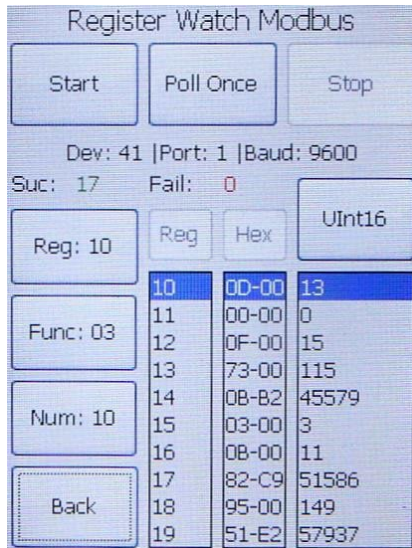 Register Watch Modbus
Start Poll Once Stop
Dev: 41 |Port: 1 |Baud: 9600
Suc: 17 Fail: 0
Reg: 10 Reg Hex UInt16
10 0D-00 13
11 00-00 0
Func: 03
12 0F-00 15
13 73-00 115
14 0B-B2 45579
Num: 10
15 03-00 3
16 0B-00 11
17 82-C9 51586
Back
18 95-00 149
19 51-E2 57937